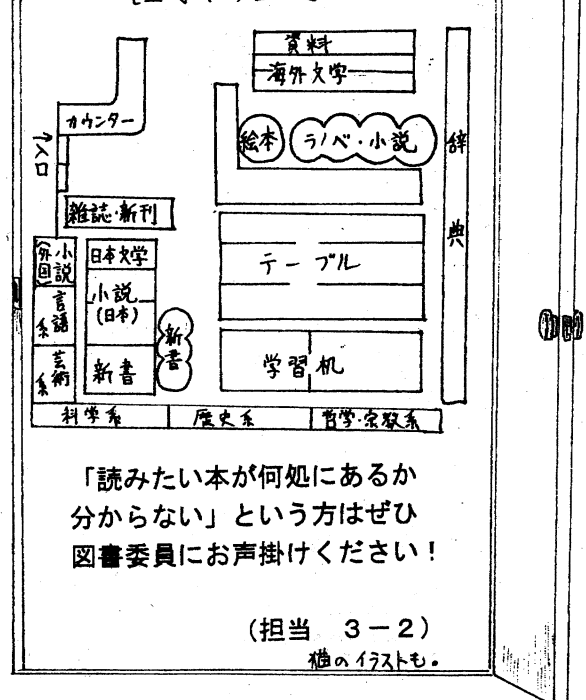 資料
海外文学
カウンター
絵本
ラノベ・小説
辞典
↑入口
雑誌・新刊
小説(外国)
日本文学
テーブル
言語系
小説(日本)
新書
芸術系
新書
学習机
科学系
歴史系
哲学・宗教系
「読みたい本が何処にあるか
分からない」という方はぜひ
図書委員にお声掛けください！
(担当 3-2)
猫のイラストも。